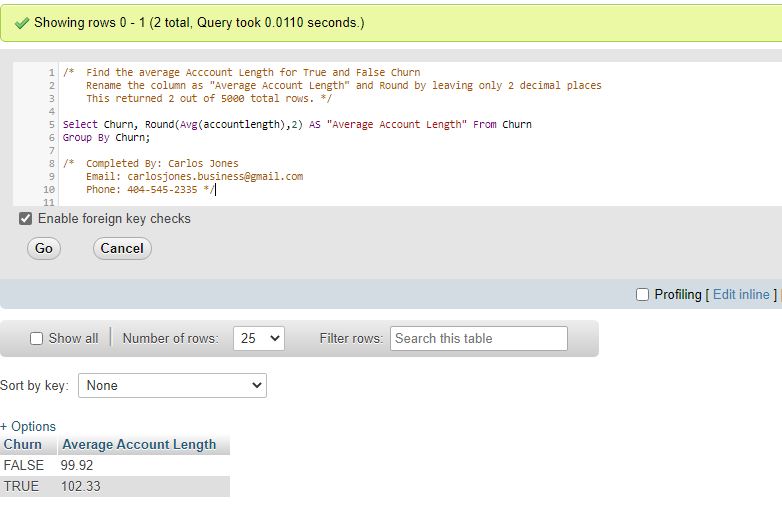 Showing rows 0 - 1 (2 total, Query took 0.0110 seconds.)
1 /* Find the average Acccount Length for True and False Churn
2 Rename the column as "Average Account Length" and Round by leaving only 2 decimal places
3 This returned 2 out of 5000 total rows. */
4
5 Select Churn, Round(Avg(accountlength),2) AS "Average Account Length" From Churn
6 Group By Churn;
7
8 /* Completed By: Carlos Jones
9 Email: carlosjones.business@gmail.com
10 Phone: 404-545-2335 */
11
Enable foreign key checks
Go Cancel
Profiling [ Edit inline ]
Show all Number of rows: 25 Filter rows: Search this table
Sort by key: None
+ Options
Churn Average Account Length
FALSE 99.92
TRUE 102.33